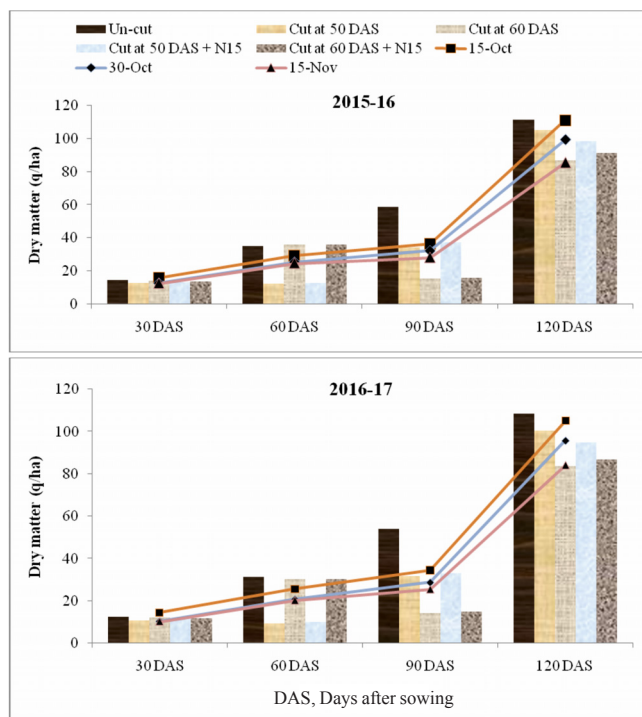 Un-cut Cut at 50 DAS Cut at 60 DAS
Cut at 50 DAS + N15 Cut at 60 DAS + N15 15-Oct
30-Oct 15-Nov
2015-16
Dry matter (q/ha)
120
100
80
60
40
20
0
30 DAS 60 DAS 90 DAS 120 DAS
2016-17
Dry matter (q/ha)
120
100
80
60
40
20
0
30 DAS 60 DAS 90 DAS 120 DAS
DAS, Days after sowing